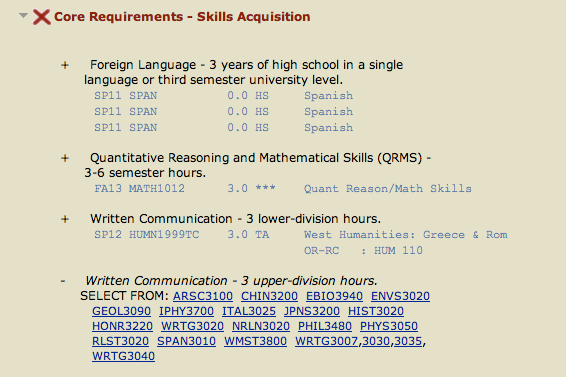 Core Requirements - Skills Acquisition
+ Foreign Language - 3 years of high school in a single
language or third semester university level.
SP11 SPAN 0.0 HS Spanish
SP11 SPAN 0.0 HS Spanish
SP11 SPAN 0.0 HS Spanish
+ Quantitative Reasoning and Mathematical Skills (QRMS) -
3-6 semester hours.
FA13 MATH1012 3.0 *** Quant Reason/Math Skills
+ Written Communication - 3 lower-division hours.
SP12 HUMN1999TC 3.0 TA West Humanities: Greece & Rom
OR-RC : HUM 110
- Written Communication - 3 upper-division hours.
SELECT FROM: ARSC3100 CHIN3200 EBIO3940 ENVS3020
GEOL3090 IPHY3700 ITAL3025 JPNS3200 HIST3020
HONR3220 WRTG3020 NRLN3020 PHIL3480 PHYS3050
RLST3020 SPAN3010 WMST3800 WRTG3007,3030,3035,
WRTG3040